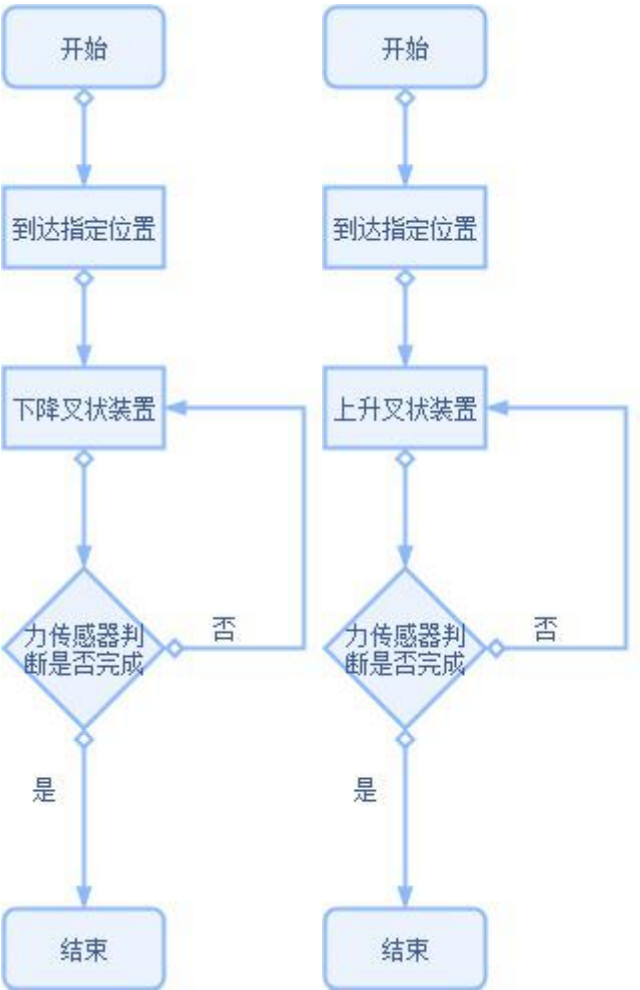 开始
到达指定位置
下降叉状装置
力传感器判
断是否完成
否
是
结束
开始
到达指定位置
上升叉状装置
力传感器判
断是否完成
否
是
结束